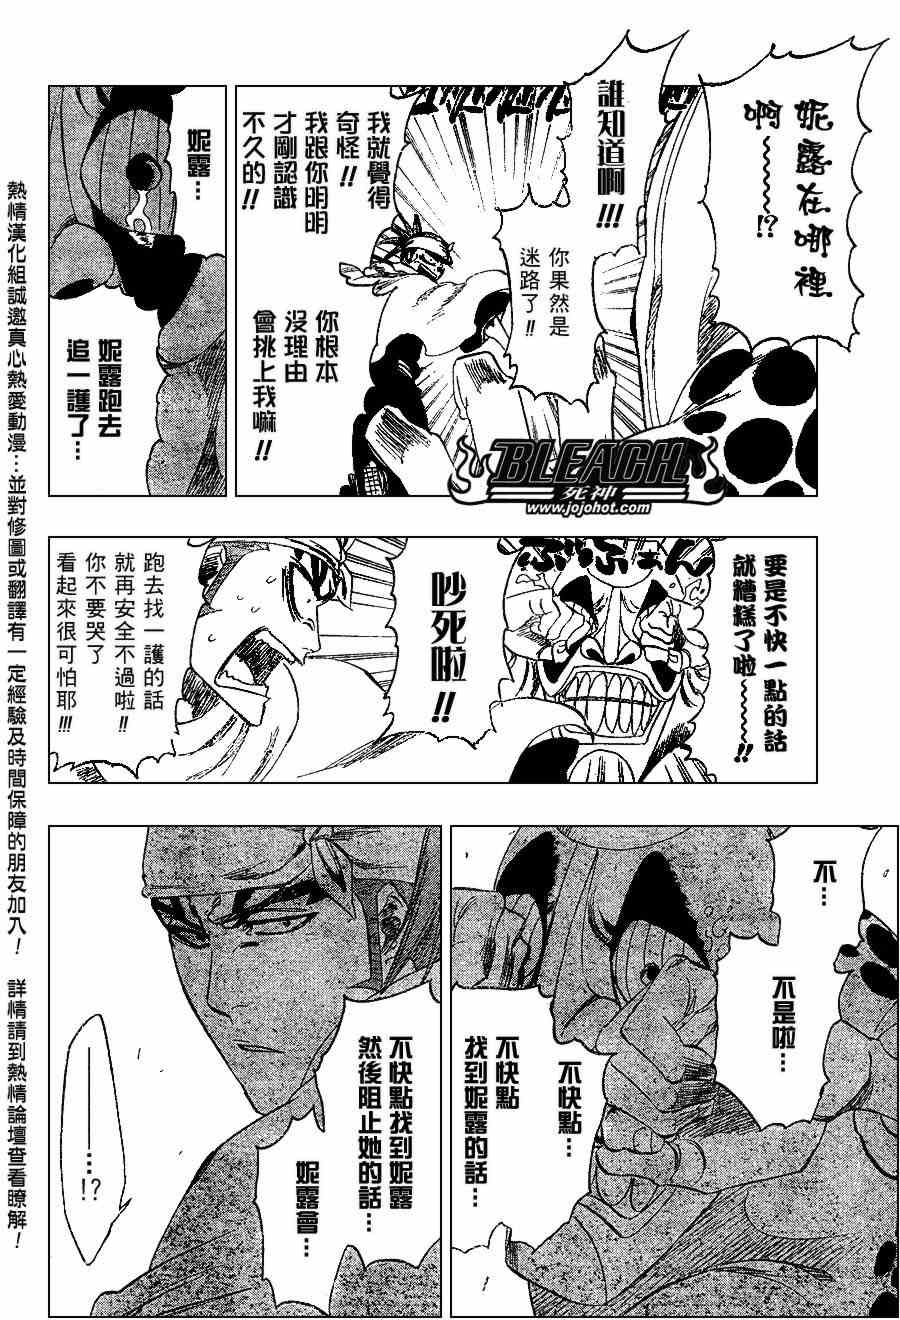 妮露在哪裡
啊～～～!?
誰知道啊!!!
你果然是
迷路了!!
我就覺得
奇怪!!
我跟你明明
才剛認識
不久的!!
你根本
沒理由
會挑上我嘛!!
妮露…
妮露跑去
追一護了…
BLEACH
死神
www.jojohot.com
要是不快一點的話
就糟糕了啦～～～～!!
吵死啦!!
跑去找一護的話
就再安全不過啦!!
你不要哭了
看起來很可怕耶!!!
不…
不是啦…
不快點…
不快點
找到妮露的話…
不快點找到妮露
然後阻止她的話…
妮露會…
——…!?
熱情漢化組誠邀真心熱愛動漫…並對修圖或翻譯有一定經驗及時間保障的朋友加入！ 詳情請到熱情論壇查看瞭解！